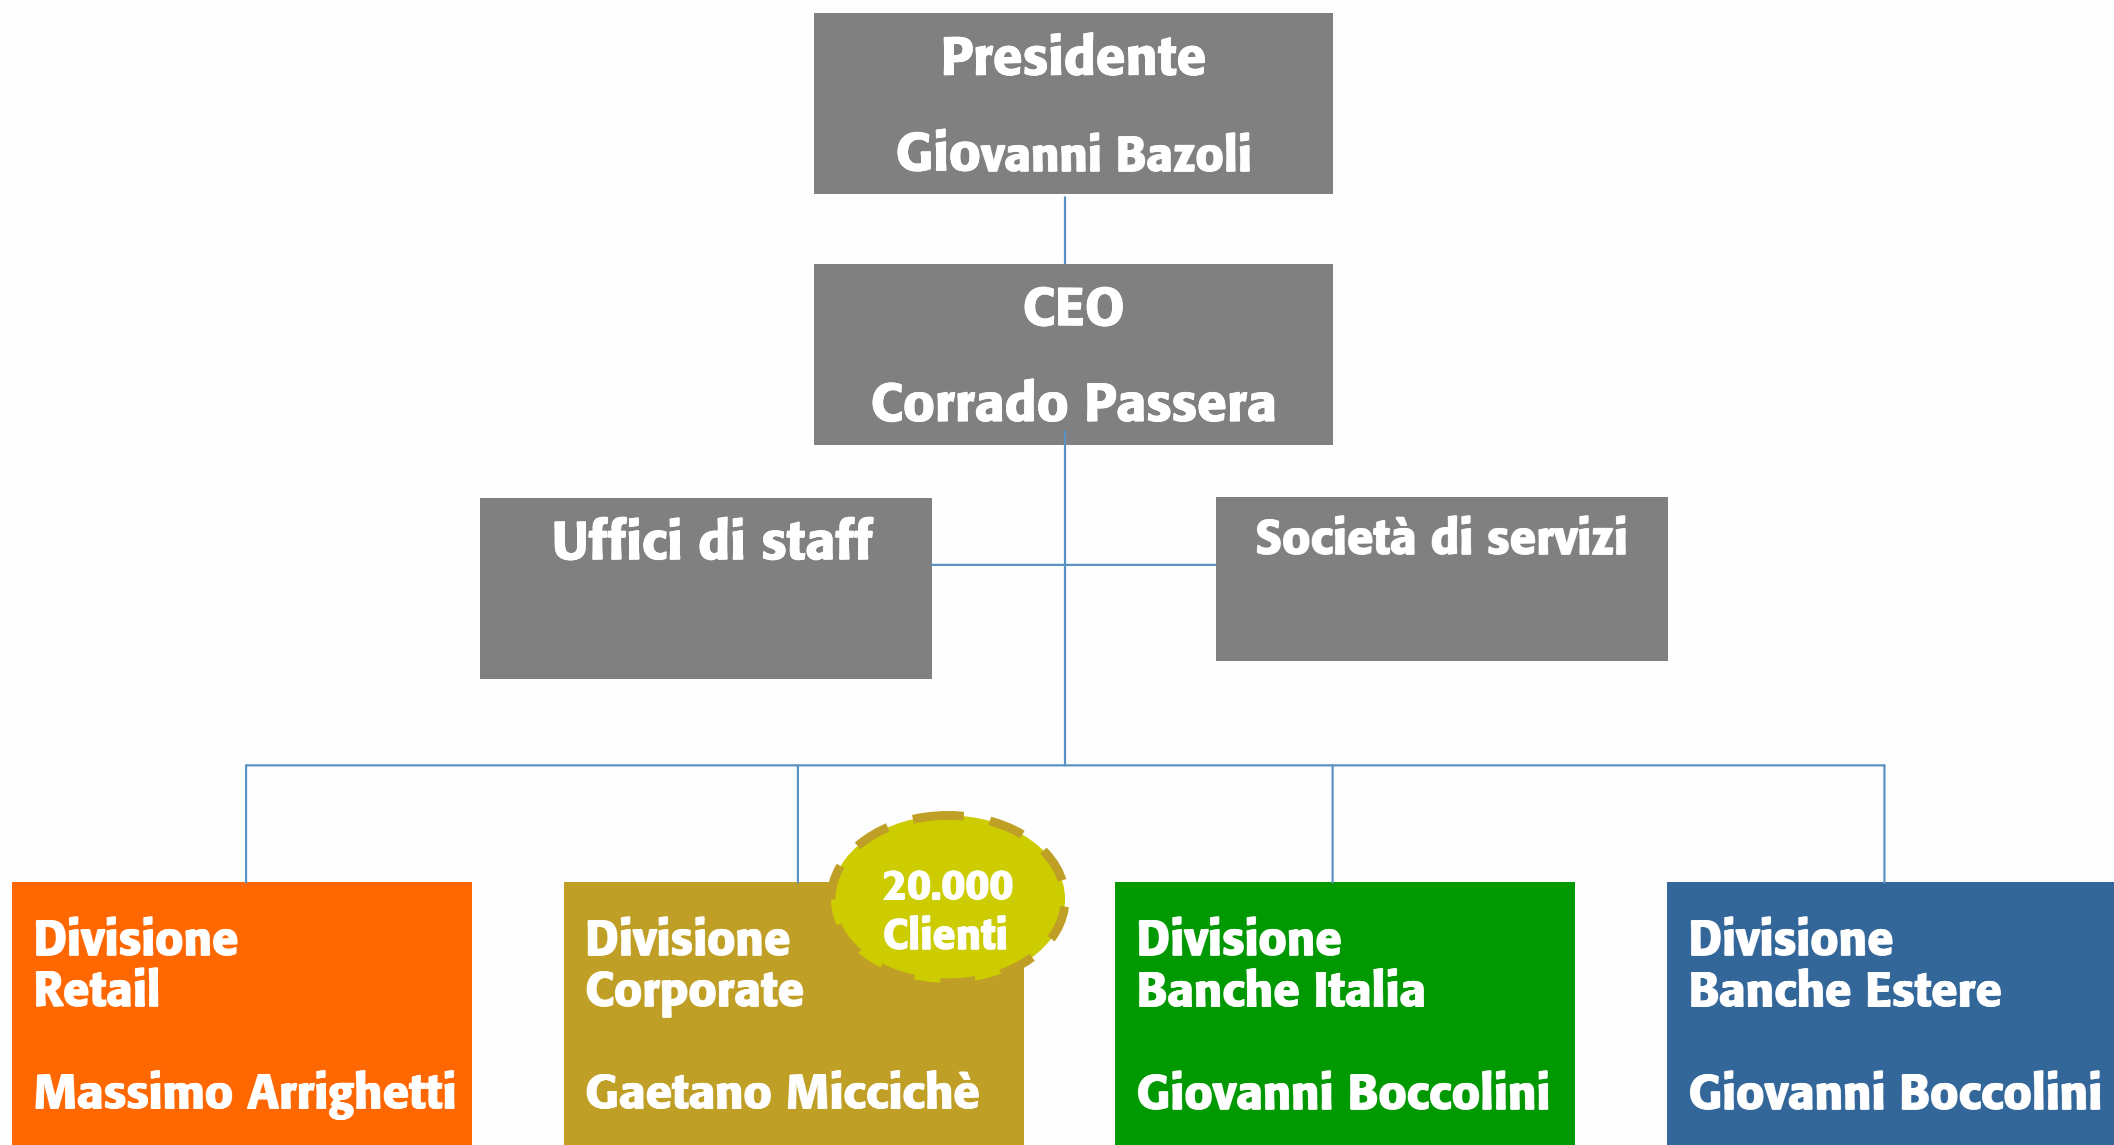 Presidente
Giovanni Bazoli
CEO
Corrado Passera
Uffici di staff
Società di servizi
20.000
Clienti
Divisione
Retail
Massimo Arrighetti
Divisione
Corporate
Gaetano Miccichè
Divisione
Banche Italia
Giovanni Boccolini
Divisione
Banche Estere
Giovanni Boccolini